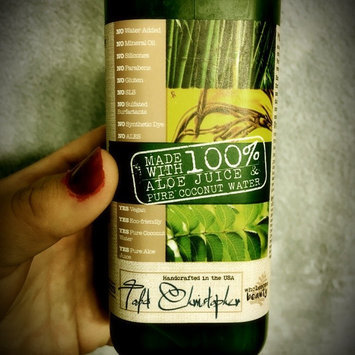 NO Water Added
NO Mineral Oil
NO Silicones
NO Parabens
NO Gluten
NO SLS
NO Sulfated
Surfactants
NO Synthetic Dye
NO ALES
MADE
WITH 100%
ALOE JUICE &
PURE COCONUT WATER
YES Vegan
YES Eco-friendly
YES Pure Coconut
Water
YES Pure Aloe
Juice
Handcrafted in the USA
Taft Christopher
beauty